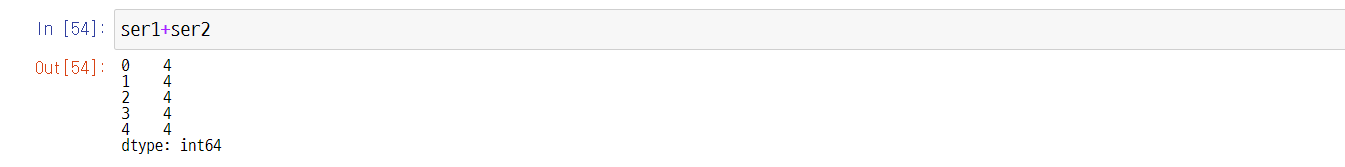 In [54]: ser1+ser2
Out[54]: 0    4
1    4
2    4
3    4
4    4
dtype: int64